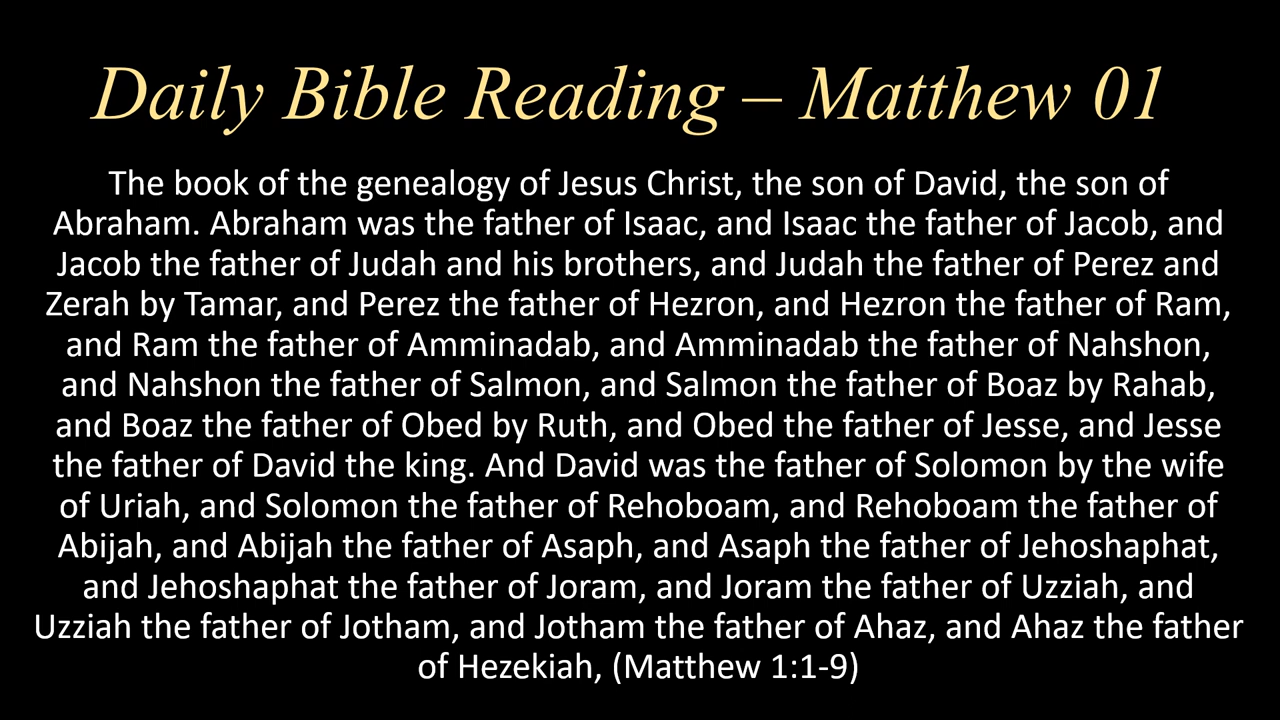 Daily Bible Reading – Matthew 01
The book of the genealogy of Jesus Christ, the son of David, the son of
Abraham. Abraham was the father of Isaac, and Isaac the father of Jacob, and
Jacob the father of Judah and his brothers, and Judah the father of Perez and
Zerah by Tamar, and Perez the father of Hezron, and Hezron the father of Ram,
and Ram the father of Amminadab, and Amminadab the father of Nahshon,
and Nahshon the father of Salmon, and Salmon the father of Boaz by Rahab,
and Boaz the father of Obed by Ruth, and Obed the father of Jesse, and Jesse
the father of David the king. And David was the father of Solomon by the wife
of Uriah, and Solomon the father of Rehoboam, and Rehoboam the father of
Abijah, and Abijah the father of Asaph, and Asaph the father of Jehoshaphat,
and Jehoshaphat the father of Joram, and Joram the father of Uzziah, and
Uzziah the father of Jotham, and Jotham the father of Ahaz, and Ahaz the father
of Hezekiah, (Matthew 1:1-9)